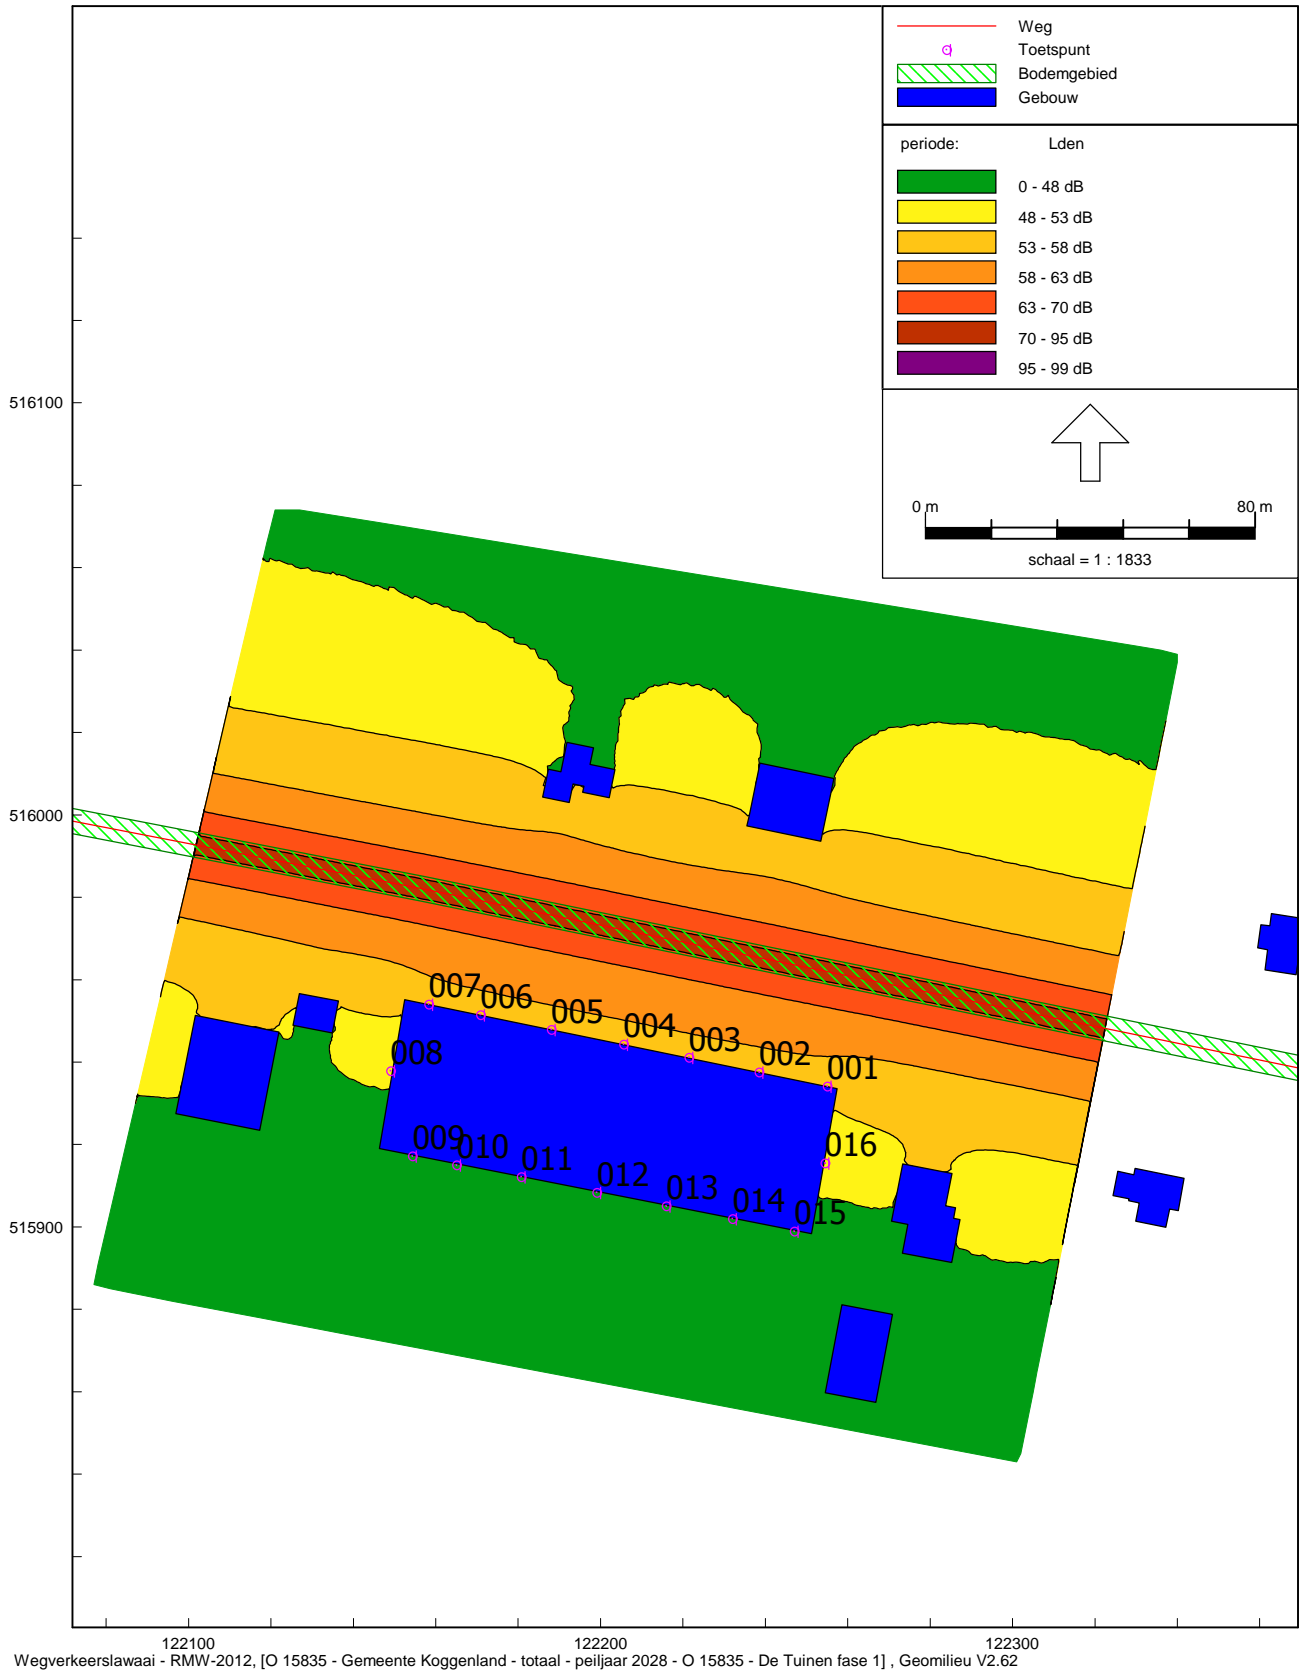 Weg
Toetspunt
Bodemgebied
Gebouw
periode: Lden
0 - 48 dB
48 - 53 dB
53 - 58 dB
58 - 63 dB
63 - 70 dB
70 - 95 dB
95 - 99 dB
0 m 80 m
schaal = 1 : 1833
516100
516000
515900
007
006
005
004
003
002
001
008
016
009
010
011
012
013
014
015
122100 122200 122300
Wegverkeerslawaai - RMW-2012, [O 15835 - Gemeente Koggenland - totaal - peiljaar 2028 - O 15835 - De Tuinen fase 1] , Geomilieu V2.62